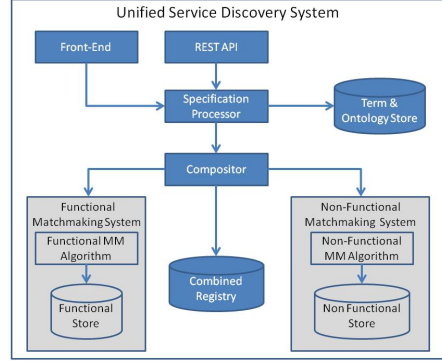 Unified Service Discovery System
Front-End
REST API
Specification
Processor
Term &
Ontology Store
Compositor
Functional
Matchmaking System
Functional MM
Algorithm
Functional
Store
Combined
Registry
Non-Functional
Matchmaking System
Non-Functional
MM Algorithm
Non Functional
Store